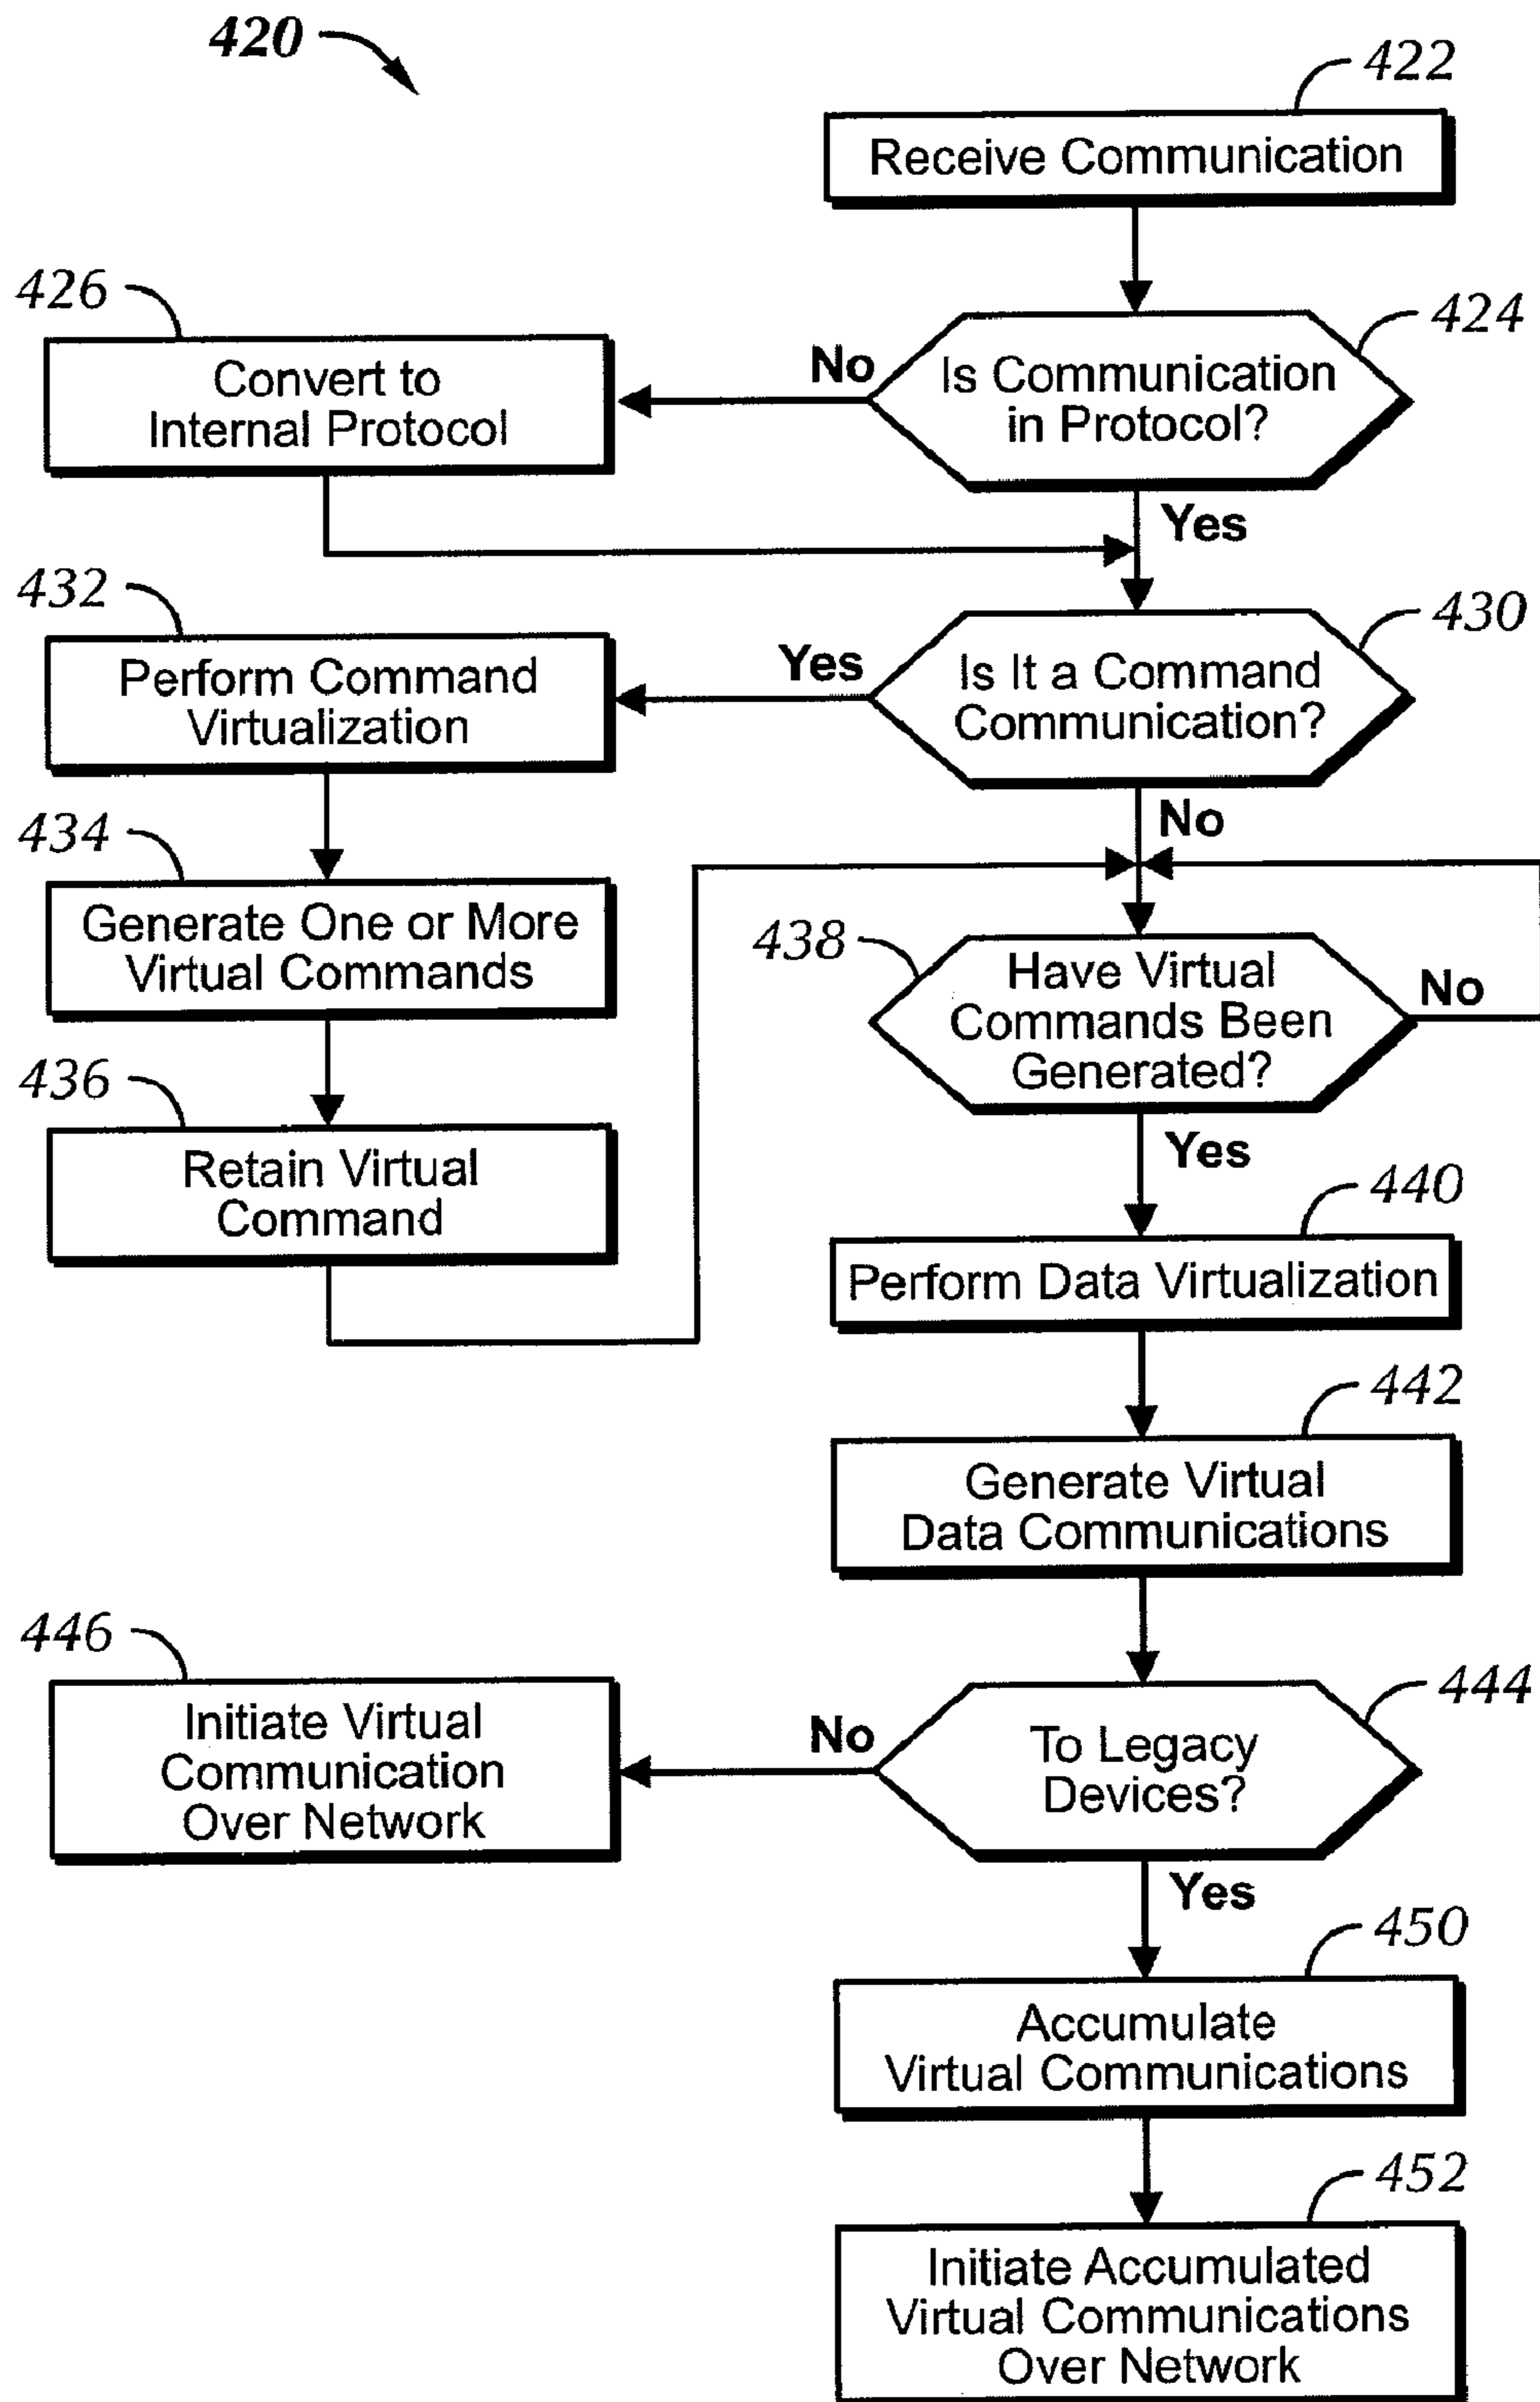 420
422
Receive Communication
426
424
Convert to
Internal Protocol
No
Is Communication
in Protocol?
Yes
432
430
Perform Command
Virtualization
Yes
Is It a Command
Communication?
No
434
Generate One or More
Virtual Commands
438
Have Virtual
Commands Been
Generated?
No
436
Retain Virtual
Command
Yes
440
Perform Data Virtualization
442
Generate Virtual
Data Communications
446
444
Initiate Virtual
Communication
Over Network
No
To Legacy
Devices?
Yes
450
Accumulate
Virtual Communications
452
Initiate Accumulated
Virtual Communications
Over Network